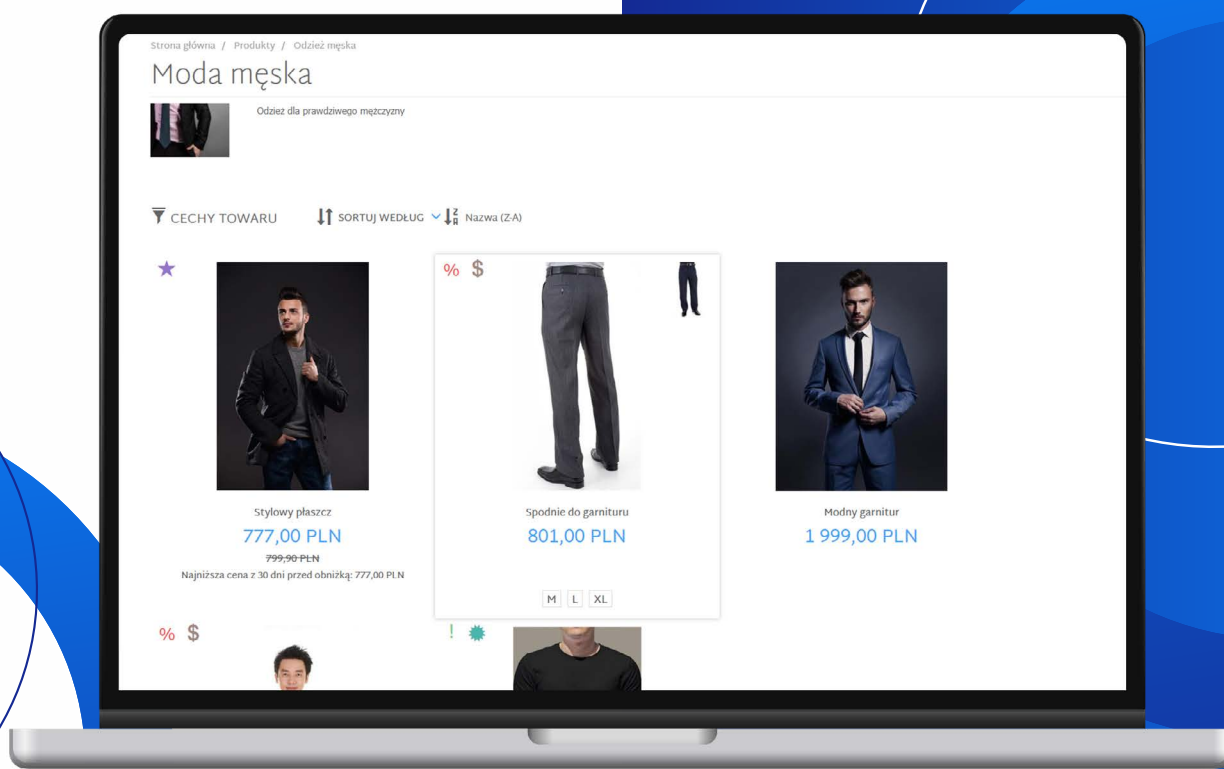 Strona główna / Produkty / Odzież męska
Moda męska
Odzież dla prawdziwego mężczyzny
CECHY TOWARU SORTUJ WEDŁUG Nazwa (Z-A)
% $
Stylowy płaszcz
777,00 PLN
799,90 PLN
Najniższa cena z 30 dni przed obniżką: 777,00 PLN
Spodnie do garnituru
801,00 PLN
M L XL
Modny garnitur
1 999,00 PLN
% $
!